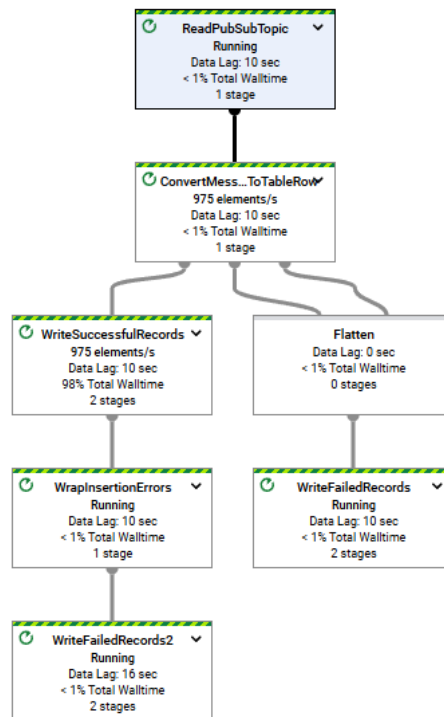 ReadPubSubTopic
Running
Data Lag: 10 sec
< 1% Total Walltime
1 stage
ConvertMess...ToTableRow
975 elements/s
Data Lag: 10 sec
< 1% Total Walltime
1 stage
WriteSuccessfulRecords
975 elements/s
Data Lag: 10 sec
98% Total Walltime
2 stages
Flatten
Data Lag: 0 sec
< 1% Total Walltime
0 stages
WrapInsertionErrors
Running
Data Lag: 10 sec
< 1% Total Walltime
1 stage
WriteFailedRecords
Running
Data Lag: 10 sec
< 1% Total Walltime
2 stages
WriteFailedRecords2
Running
Data Lag: 16 sec
< 1% Total Walltime
2 stages